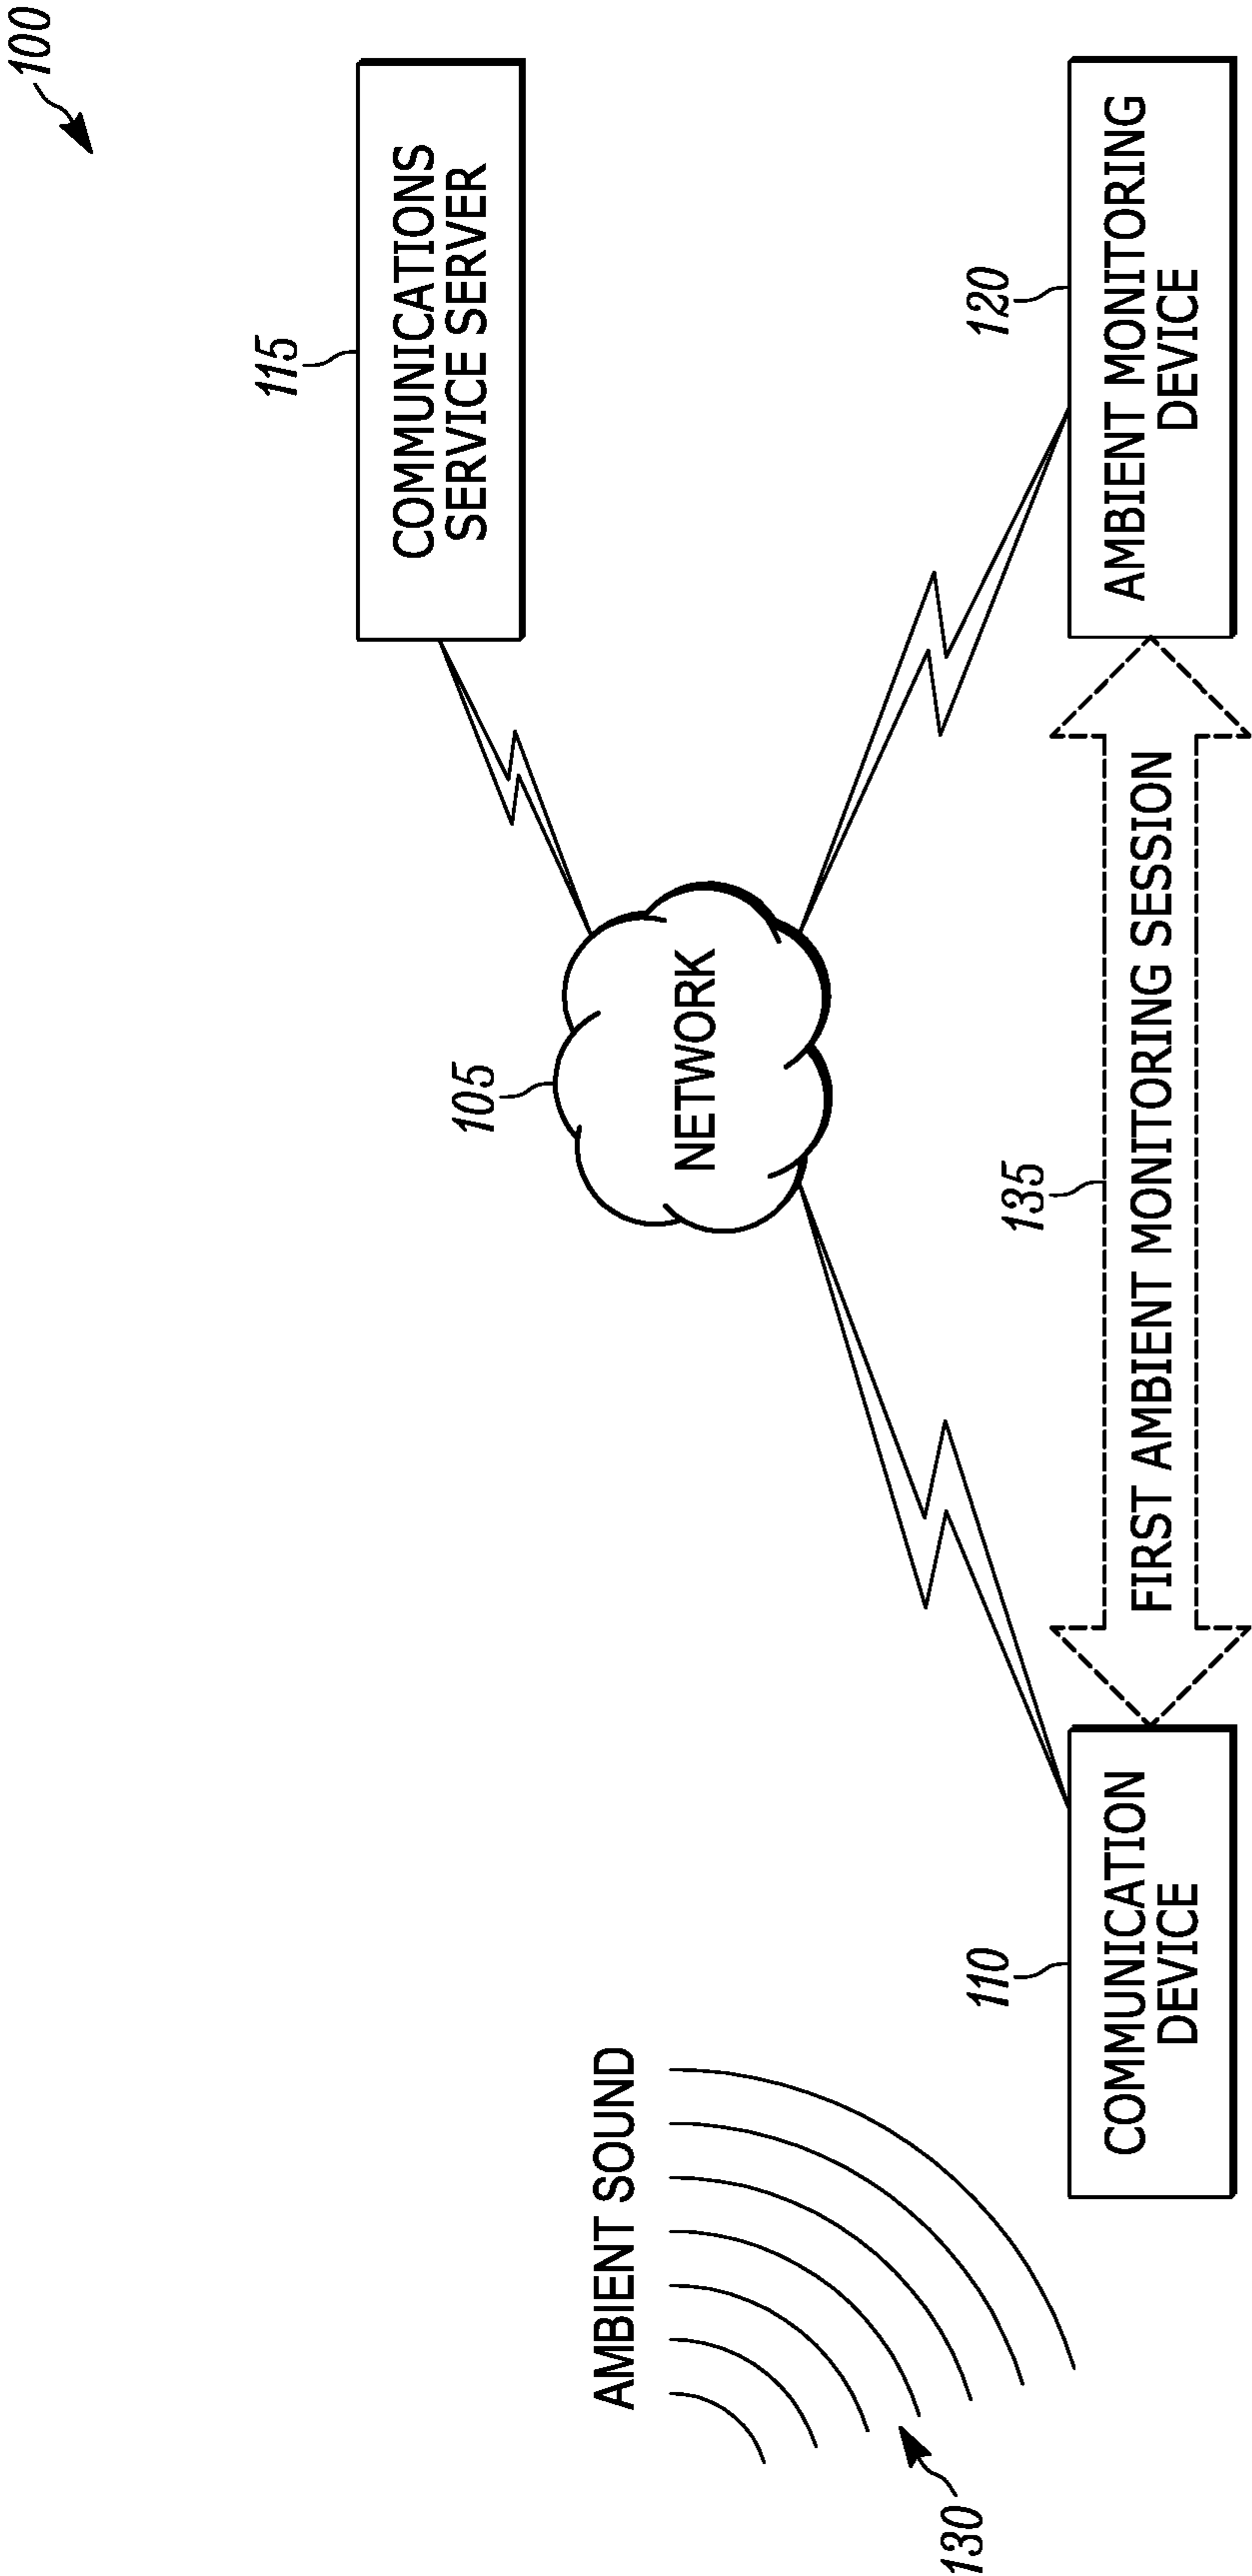 100
115
COMMUNICATIONS
SERVICE SERVER
105
NETWORK
AMBIENT SOUND
130
110
COMMUNICATION
DEVICE
135
FIRST AMBIENT MONITORING SESSION
120
AMBIENT MONITORING
DEVICE